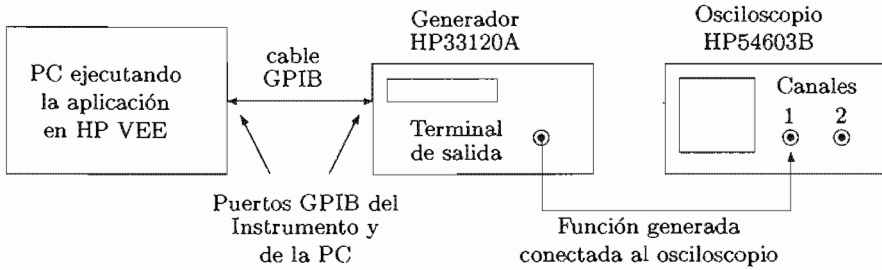 PC ejecutando
la aplicación
en HP VEE
cable
GPIB
Generador
HP33120A
Terminal
de salida
Osciloscopio
HP54603B
Canales
1 2
Puertos GPIB del
Instrumento y
de la PC
Función generada
conectada al osciloscopio